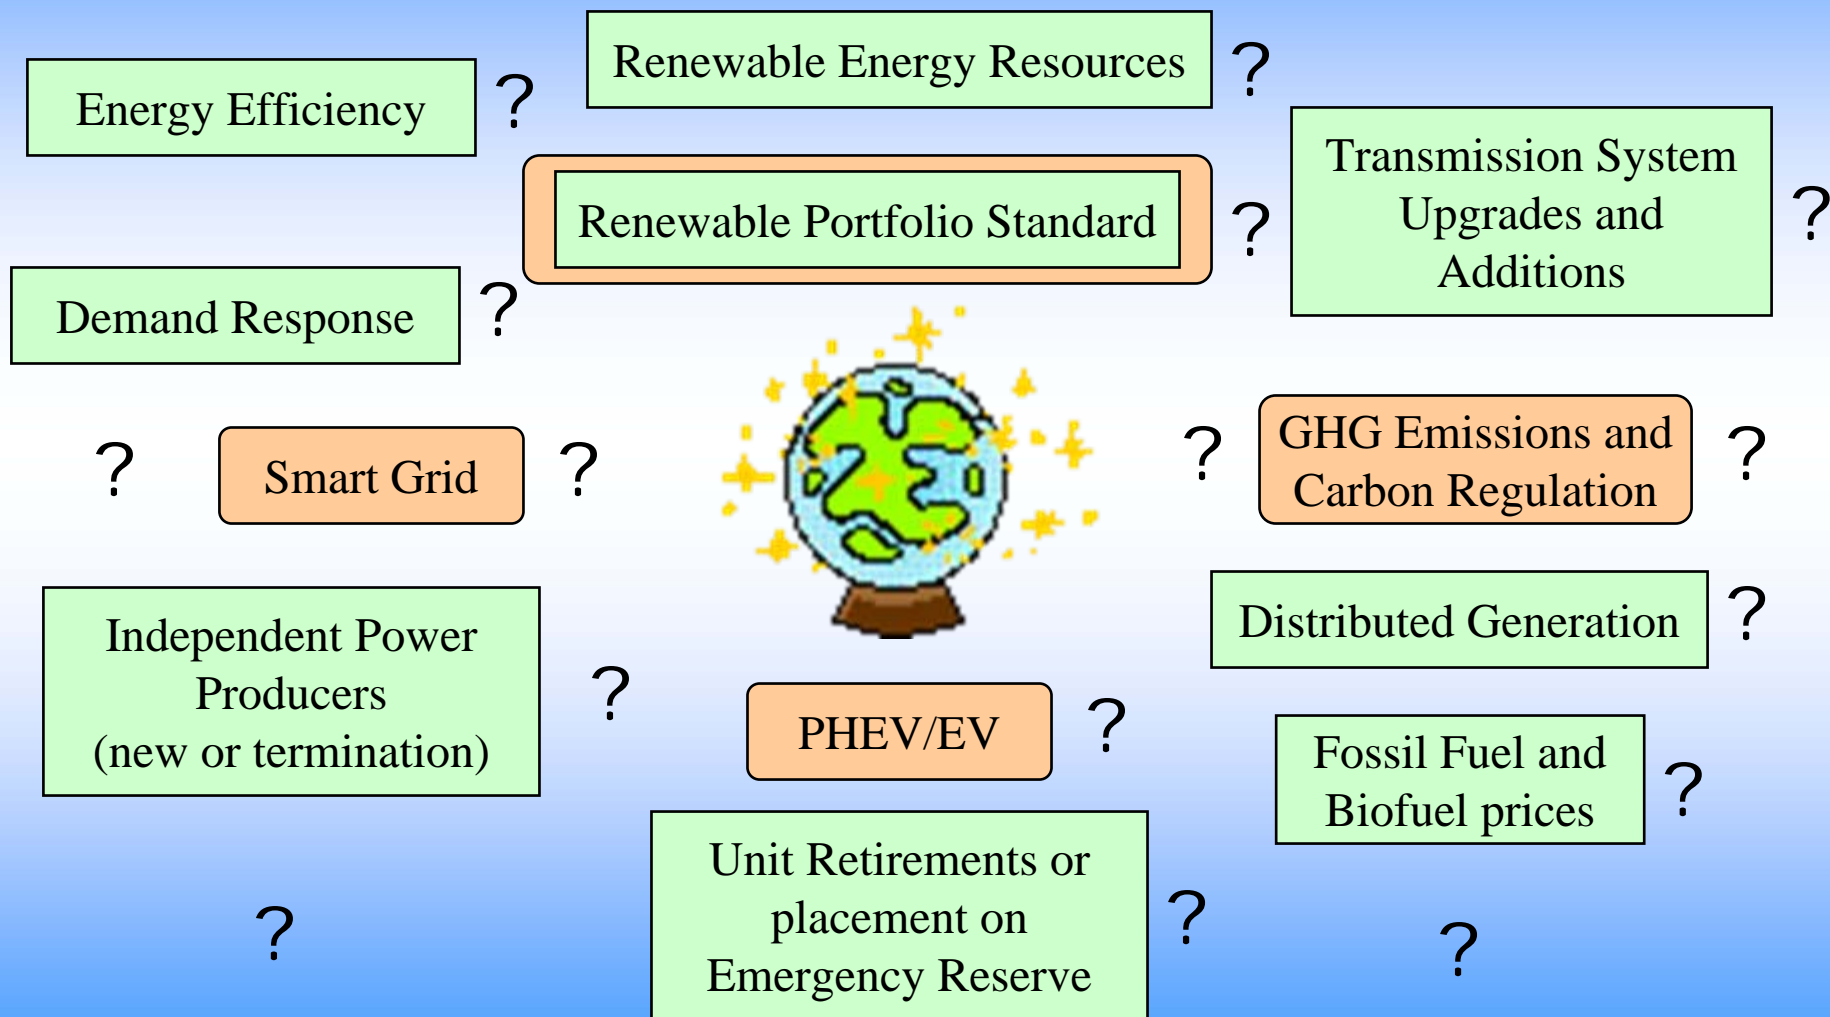 Renewable Energy Resources ?
Energy Efficiency ?
Transmission System
Upgrades and
Additions ?
Renewable Portfolio Standard ?
Demand Response ?
? Smart Grid ?
? GHG Emissions and
Carbon Regulation ?
Independent Power
Producers
(new or termination) ?
Distributed Generation ?
PHEV/EV ?
Fossil Fuel and
Biofuel prices ?
Unit Retirements or
placement on
Emergency Reserve ?
?
?